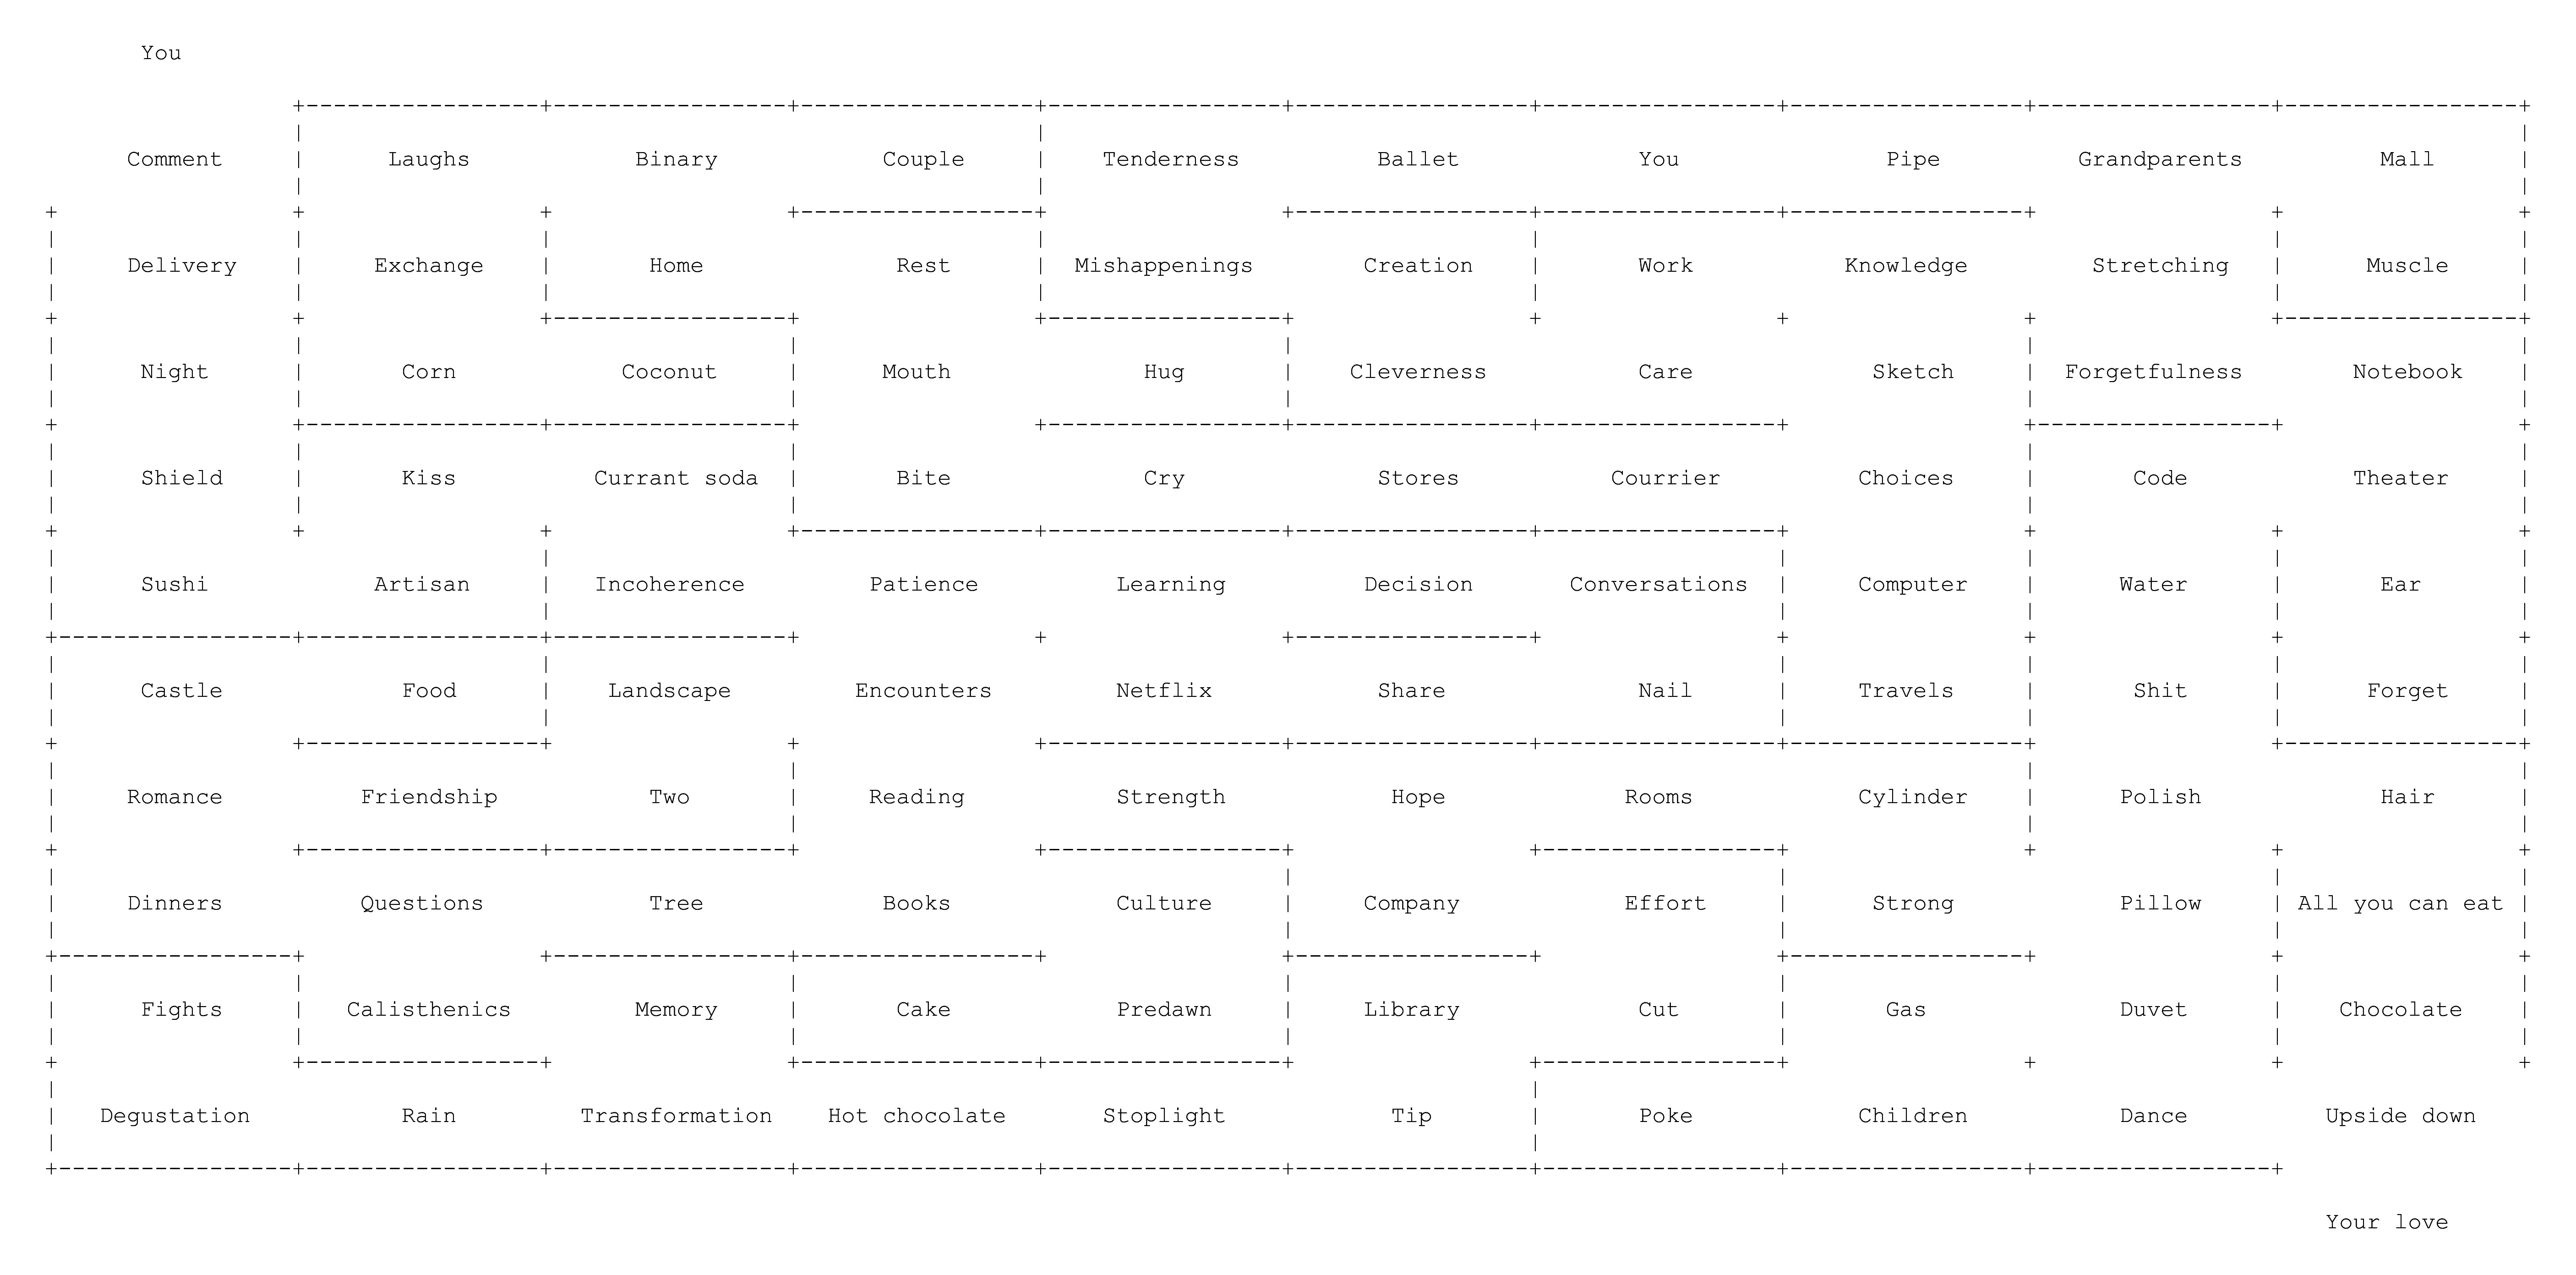 You
Comment Laughs Binary Couple Tenderness Ballet You Pipe Grandparents Mall
Delivery Exchange Home Rest Mishappenings Creation Work Knowledge Stretching Muscle
Night Corn Coconut Mouth Hug Cleverness Care Sketch Forgetfulness Notebook
Shield Kiss Currant soda Bite Cry Stores Courrier Choices Code Theater
Sushi Artisan Incoherence Patience Learning Decision Conversations Computer Water Ear
Castle Food Landscape Encounters Netflix Share Nail Travels Shit Forget
Romance Friendship Two Reading Strength Hope Rooms Cylinder Polish Hair
Dinners Questions Tree Books Culture Company Effort Strong Pillow All you can eat
Fights Calisthenics Memory Cake Predawn Library Cut Gas Duvet Chocolate
Degustation Rain Transformation Hot chocolate Stoplight Tip Poke Children Dance Upside down
Your love